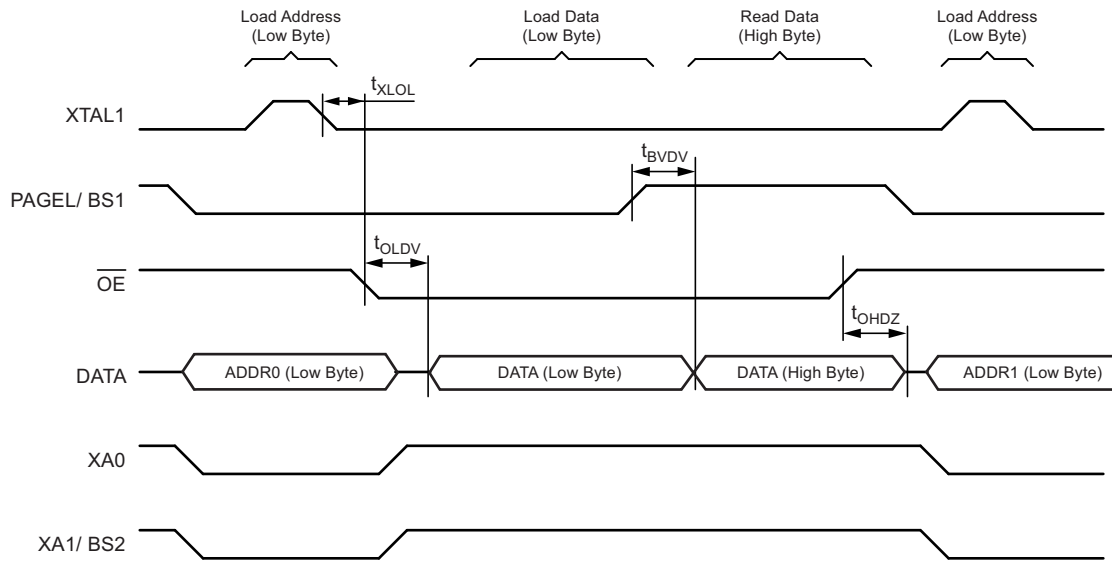 Load Address
(Low Byte)
Load Data
(Low Byte)
Read Data
(High Byte)
Load Address
(Low Byte)
tXLOL
XTAL1
tBVDV
PAGEL/ BS1
tOLDV
OE
tOHDZ
DATA
ADDR0 (Low Byte)
DATA (Low Byte)
DATA (High Byte)
ADDR1 (Low Byte)
XA0
XA1/ BS2